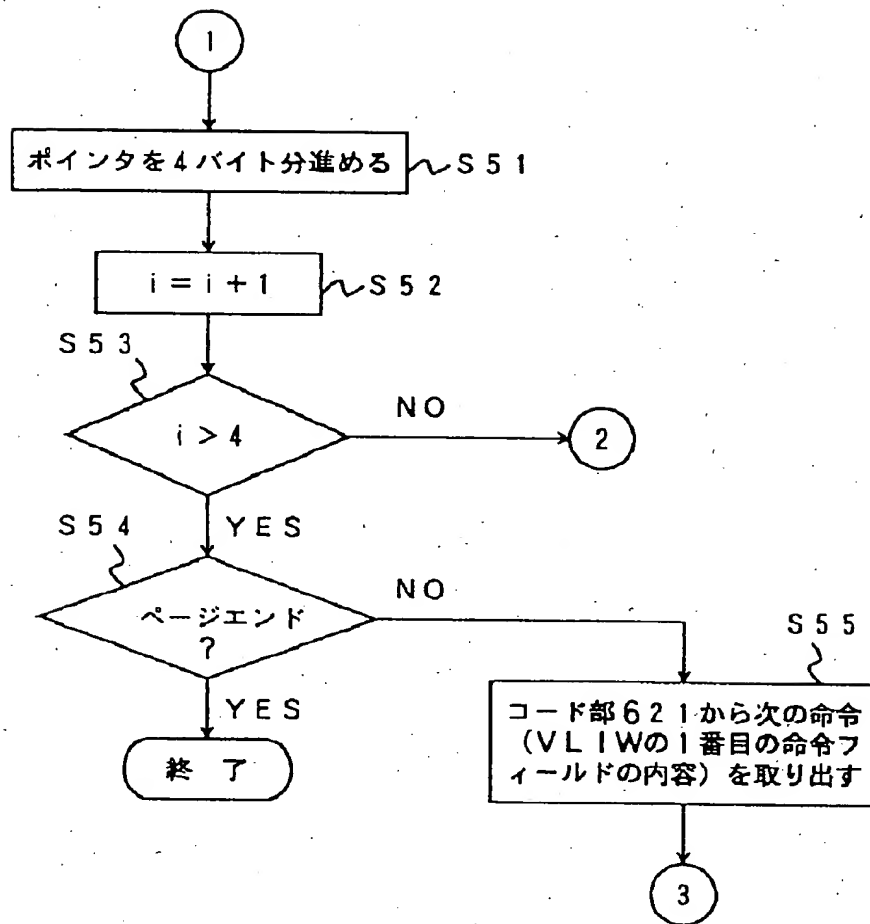 1
ポインタを4バイト分進める
S51
i=i+1
S52
S53
i>4
NO
2
YES
S54
ページエンド
?
NO
YES
終 了
S55
コード部621から次の命令
(VLIWの1番目の命令フ
ィールドの内容)を取り出す
3